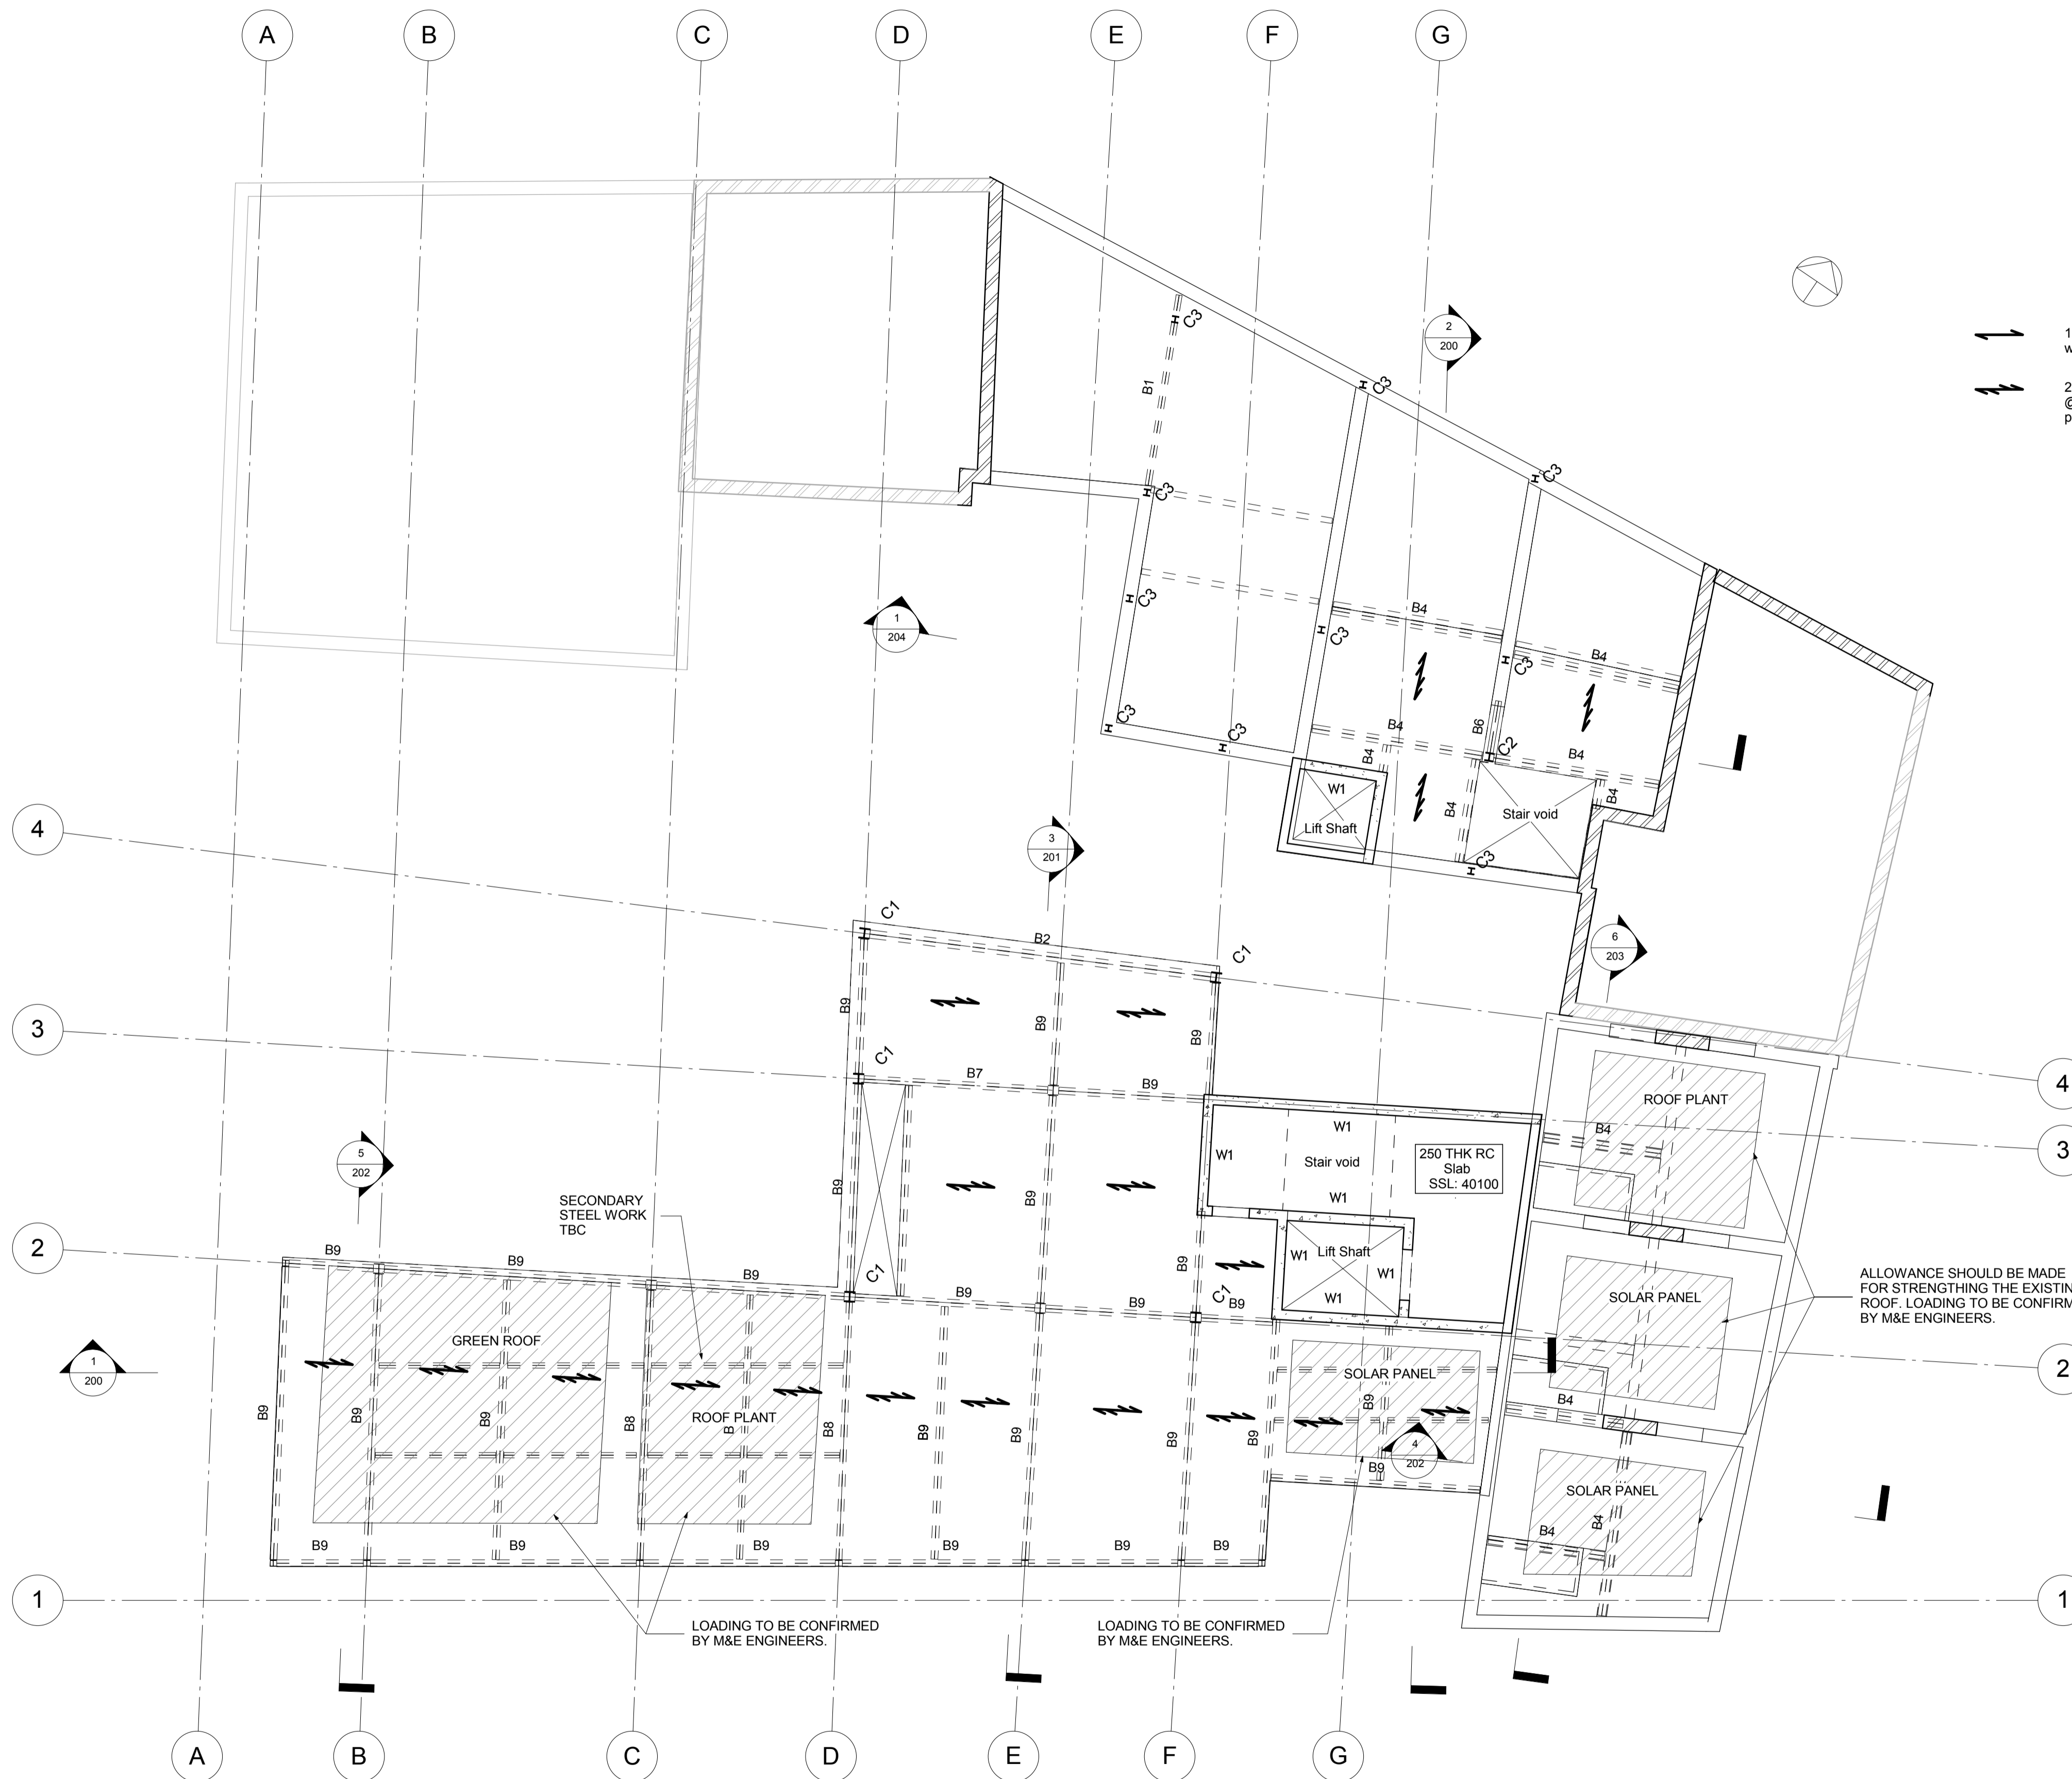 A
B
C
D
E
F
G
C3
2
200
1
w
C3
B1
2
@
p
C3
C3
C3
1
204
C3
B4
C3
B4
C3
C3
C3
B4
B6
C2
B4
B4
B4
W1
Lift Shaft
B4
Stair void
C3
4
3
201
C1
B2
C1
6
203
B9
B9
B9
3
C1
B7
B9
ROOF PLANT
B4
4
3
5
202
W1
W1
Stair void
W1
250 THK RC
Slab
SSL: 40100
B9
B9
SECONDARY
STEEL WORK
TBC
2
B9
B9
B9
C1
B9
B9
B9
C1
B9
Lift Shaft
W1
W1
W1
SOLAR PANEL
ALLOWANCE SHOULD BE MADE
FOR STRENGTHING THE EXISTIN
ROOF. LOADING TO BE CONFIRM
BY M&E ENGINEERS.
1
200
GREEN ROOF
2
SOLAR PANEL
B9
B9
B9
B9
B8
ROOF PLANT
B
B8
B9
B9
B9
B9
4
202
B9
B4
SOLAR PANEL
B4
B4
B9
B9
B9
B9
B9
B9
1
1
LOADING TO BE CONFIRMED
BY M&E ENGINEERS.
LOADING TO BE CONFIRMED
BY M&E ENGINEERS.
A
B
C
D
E
F
G